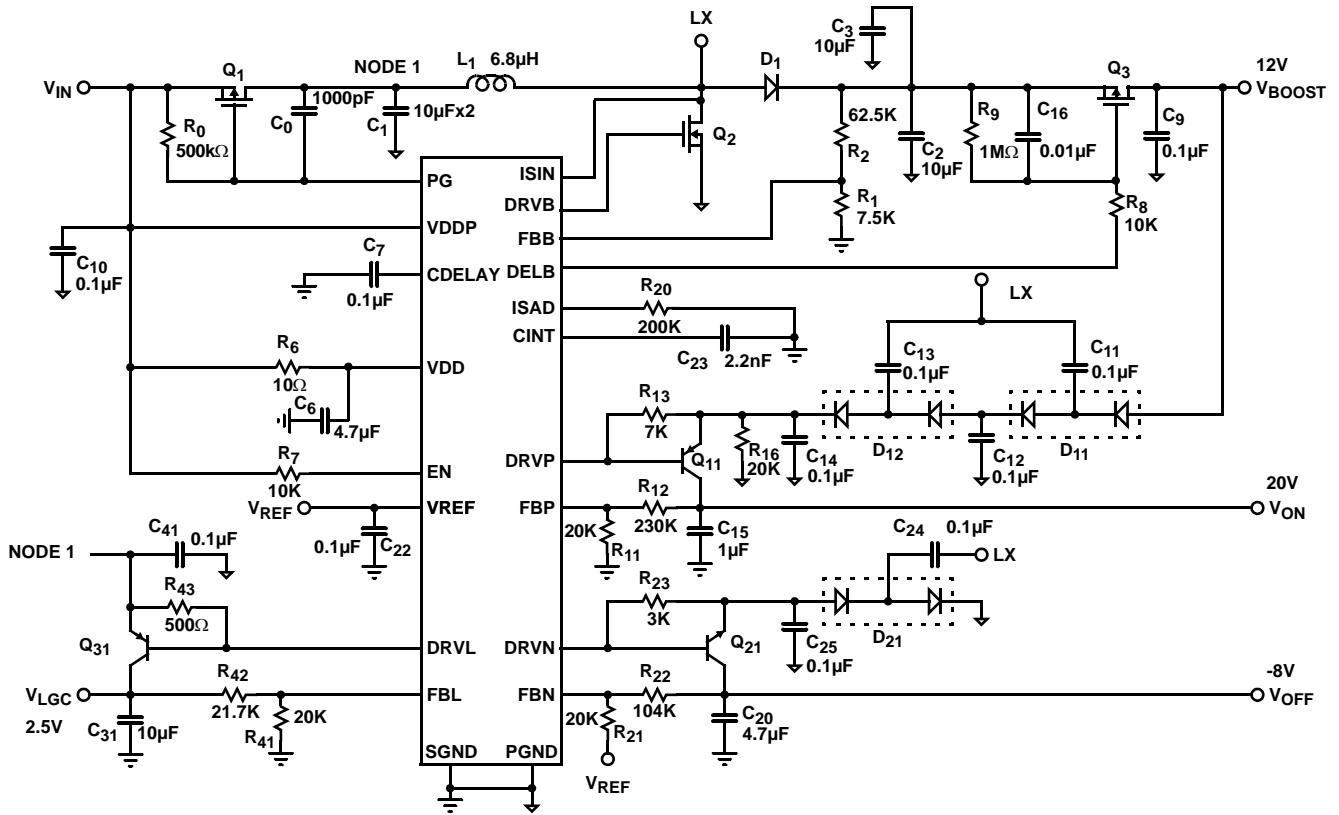 LX
C3
10µF
VIN
Q1
NODE 1
L1 6.8µH
D1
Q3
12V
VBOOST
R0
500kΩ
1000pF
C0
10µFx2
C1
Q2
62.5K
R2
C2
10µF
R9
1MΩ
C16
0.01µF
C9
0.1µF
PG
ISIN
DRVB
R1
7.5K
R8
10K
VDDP
FBB
C10
0.1µF
C7
0.1µF
CDELAY
DELB
ISAD
R20
200K
LX
CINT
C23 2.2nF
R6
10Ω
VDD
C6
4.7µF
C13
0.1µF
C11
0.1µF
R13
7K
D12
D11
R7
10K
EN
DRVP
Q11
R16
20K
C14
0.1µF
C12
0.1µF
VREF
VREF
FBP
R12
230K
20V
VON
C41
0.1µF
0.1µF
C22
20K
R11
C15
1µF
C24
0.1µF
LX
NODE 1
R43
500Ω
R23
3K
D21
Q31
DRVL
DRVN
Q21
C25
0.1µF
VLGC
2.5V
R42
21.7K
FBL
FBN
R22
104K
-8V
VOFF
C31
10µF
20K
R41
20K
R21
C20
4.7µF
SGND
PGND
VREF